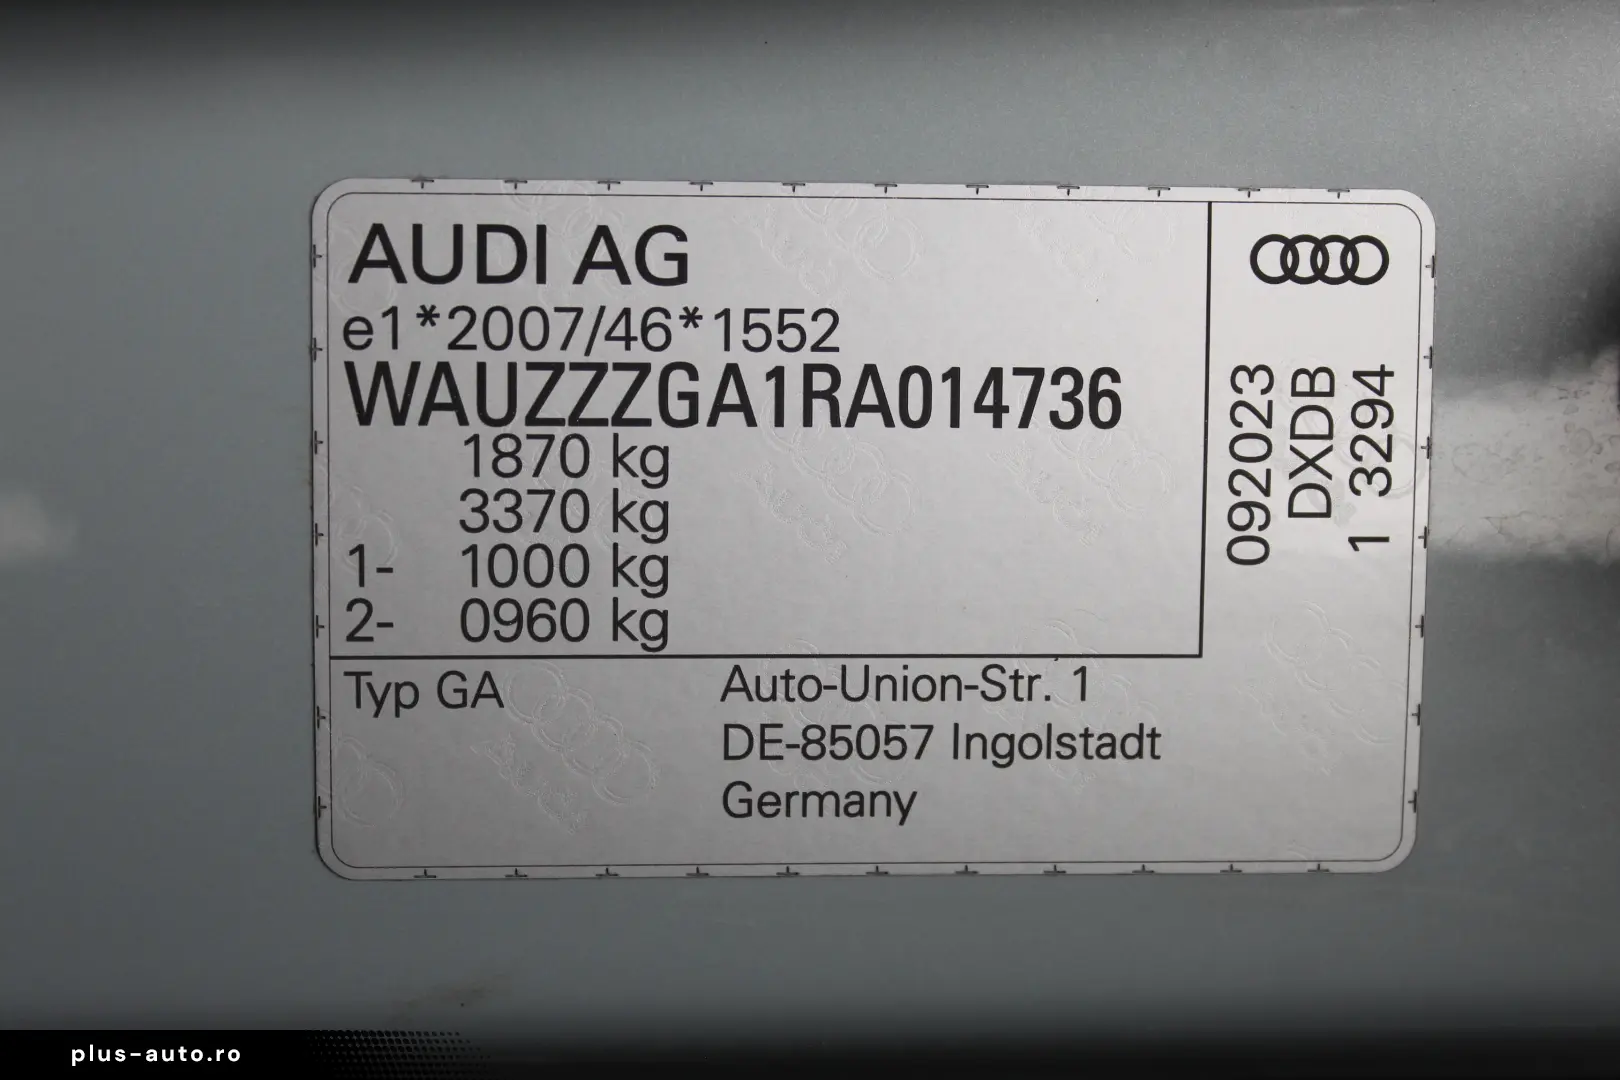 AUDI AG
e1*2007/46*1552
WAUZZZGA1RA014736
1870 kg
3370 kg
1- 1000 kg
2- 0960 kg
Typ GA
Auto-Union-Str. 1
DE-85057 Ingolstadt
Germany
092023
DXDB
1 3294
plus-auto.ro